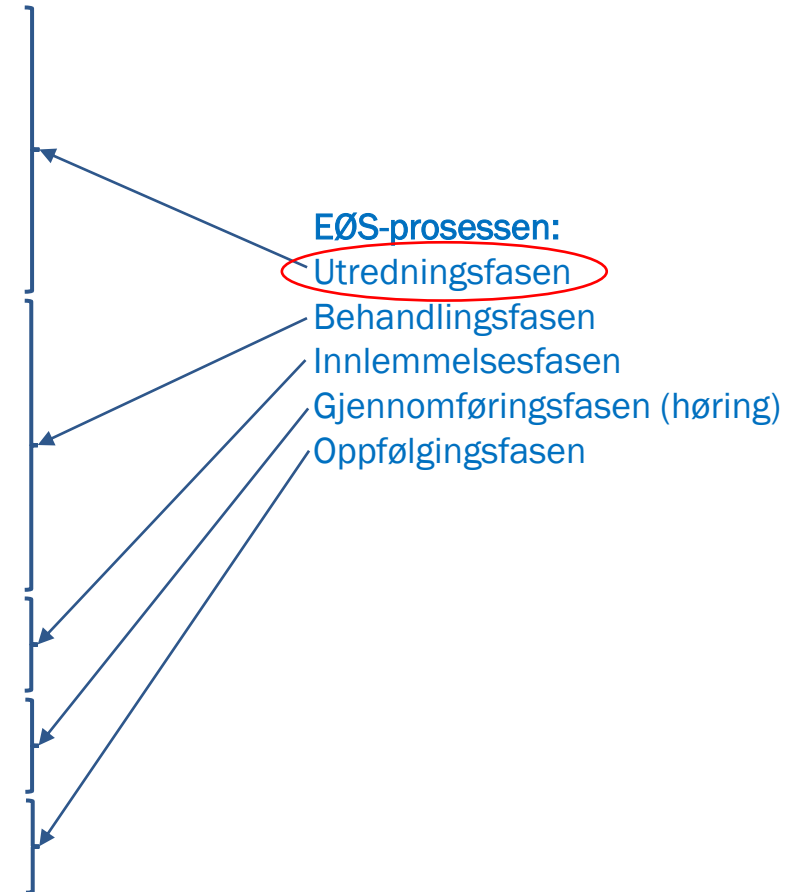 EØS-prosessen:
Utredningsfasen
Behandlingsfasen
Innlemmelsesfasen
Gjennomføringsfasen (høring)
Oppfølgingsfasen